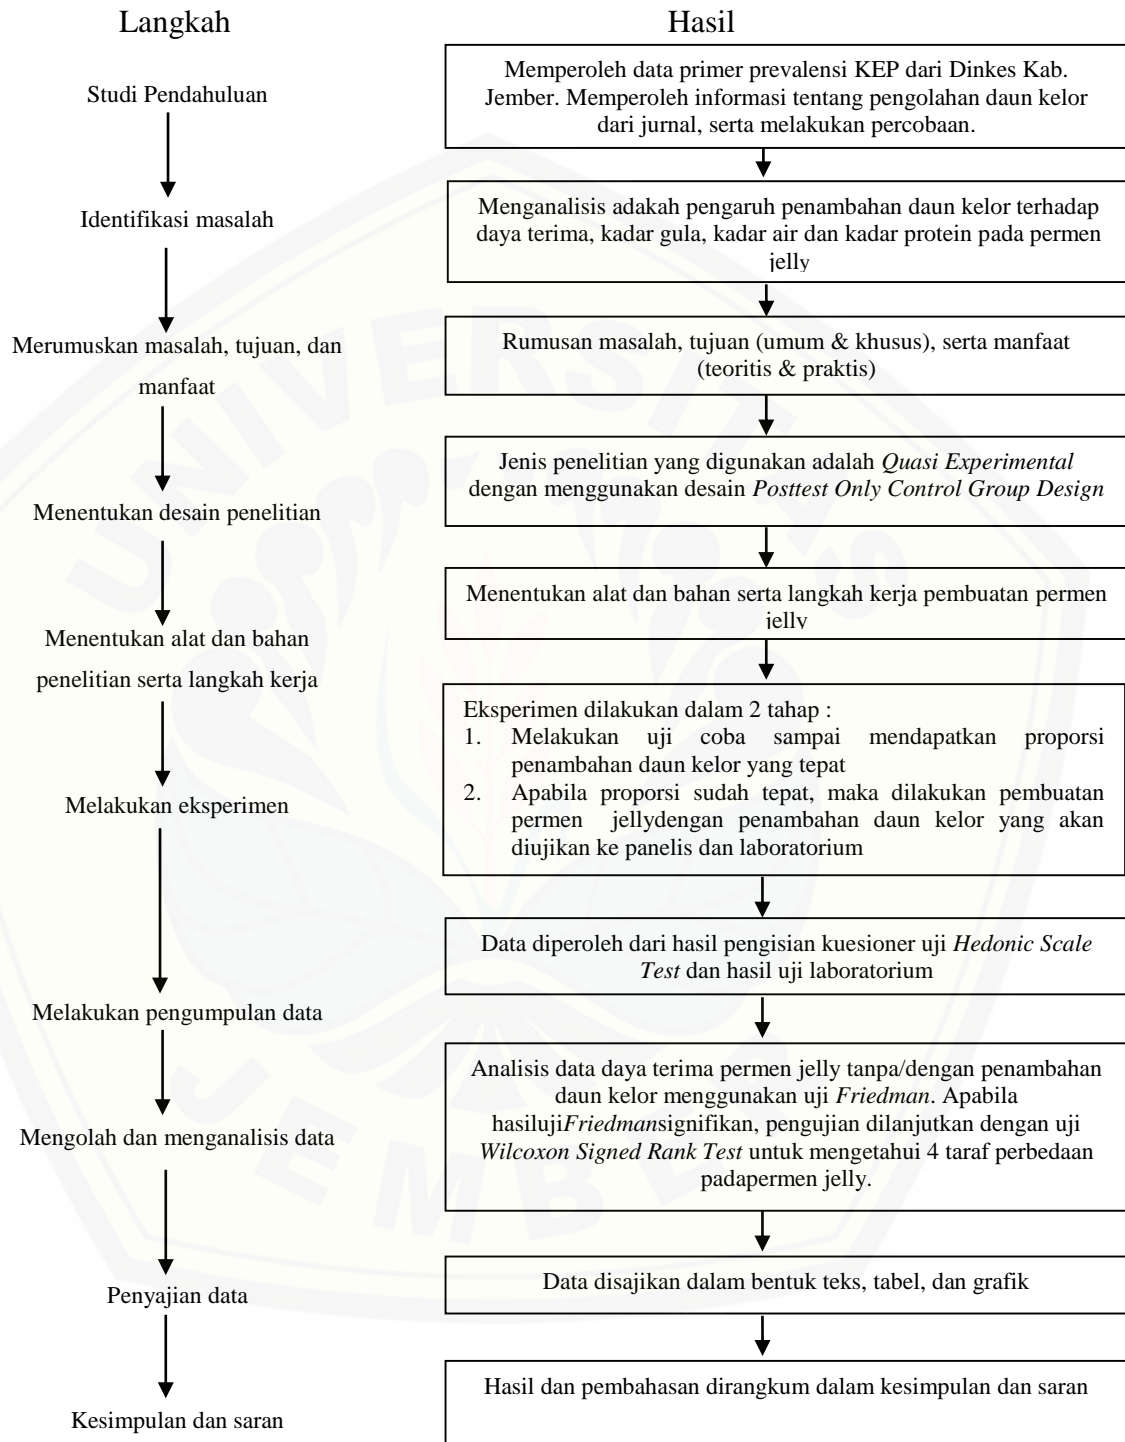 Langkah
Hasil
Studi Pendahuluan
Memperoleh data primer prevalensi KEP dari Dinkes Kab.
Jember. Memperoleh informasi tentang pengolahan daun kelor
dari jurnal, serta melakukan percobaan.
Identifikasi masalah
Menganalisis adakah pengaruh penambahan daun kelor terhadap
daya terima, kadar gula, kadar air dan kadar protein pada permen
jelly
Merumuskan masalah, tujuan, dan
manfaat
Rumusan masalah, tujuan (umum & khusus), serta manfaat
(teoritis & praktis)
Menentukan desain penelitian
Jenis penelitian yang digunakan adalah Quasi Experimental
dengan menggunakan desain Posttest Only Control Group Design
Menentukan alat dan bahan
penelitian serta langkah kerja
Menentukan alat dan bahan serta langkah kerja pembuatan permen
jelly
Melakukan eksperimen
Eksperimen dilakukan dalam 2 tahap :
1. Melakukan uji coba sampai mendapatkan proporsi
penambahan daun kelor yang tepat
2. Apabila proporsi sudah tepat, maka dilakukan pembuatan
permen jellydengan penambahan daun kelor yang akan
diujikan ke panelis dan laboratorium
Melakukan pengumpulan data
Data diperoleh dari hasil pengisian kuesioner uji Hedonic Scale
Test dan hasil uji laboratorium
Mengolah dan menganalisis data
Analisis data daya terima permen jelly tanpa/dengan penambahan
daun kelor menggunakan uji Friedman. Apabila
hasilujiFriedmansignifikan, pengujian dilanjutkan dengan uji
Wilcoxon Signed Rank Test untuk mengetahui 4 taraf perbedaan
padapermen jelly.
Penyajian data
Data disajikan dalam bentuk teks, tabel, dan grafik
Kesimpulan dan saran
Hasil dan pembahasan dirangkum dalam kesimpulan dan saran
UNIVERSITAS
JEMBER